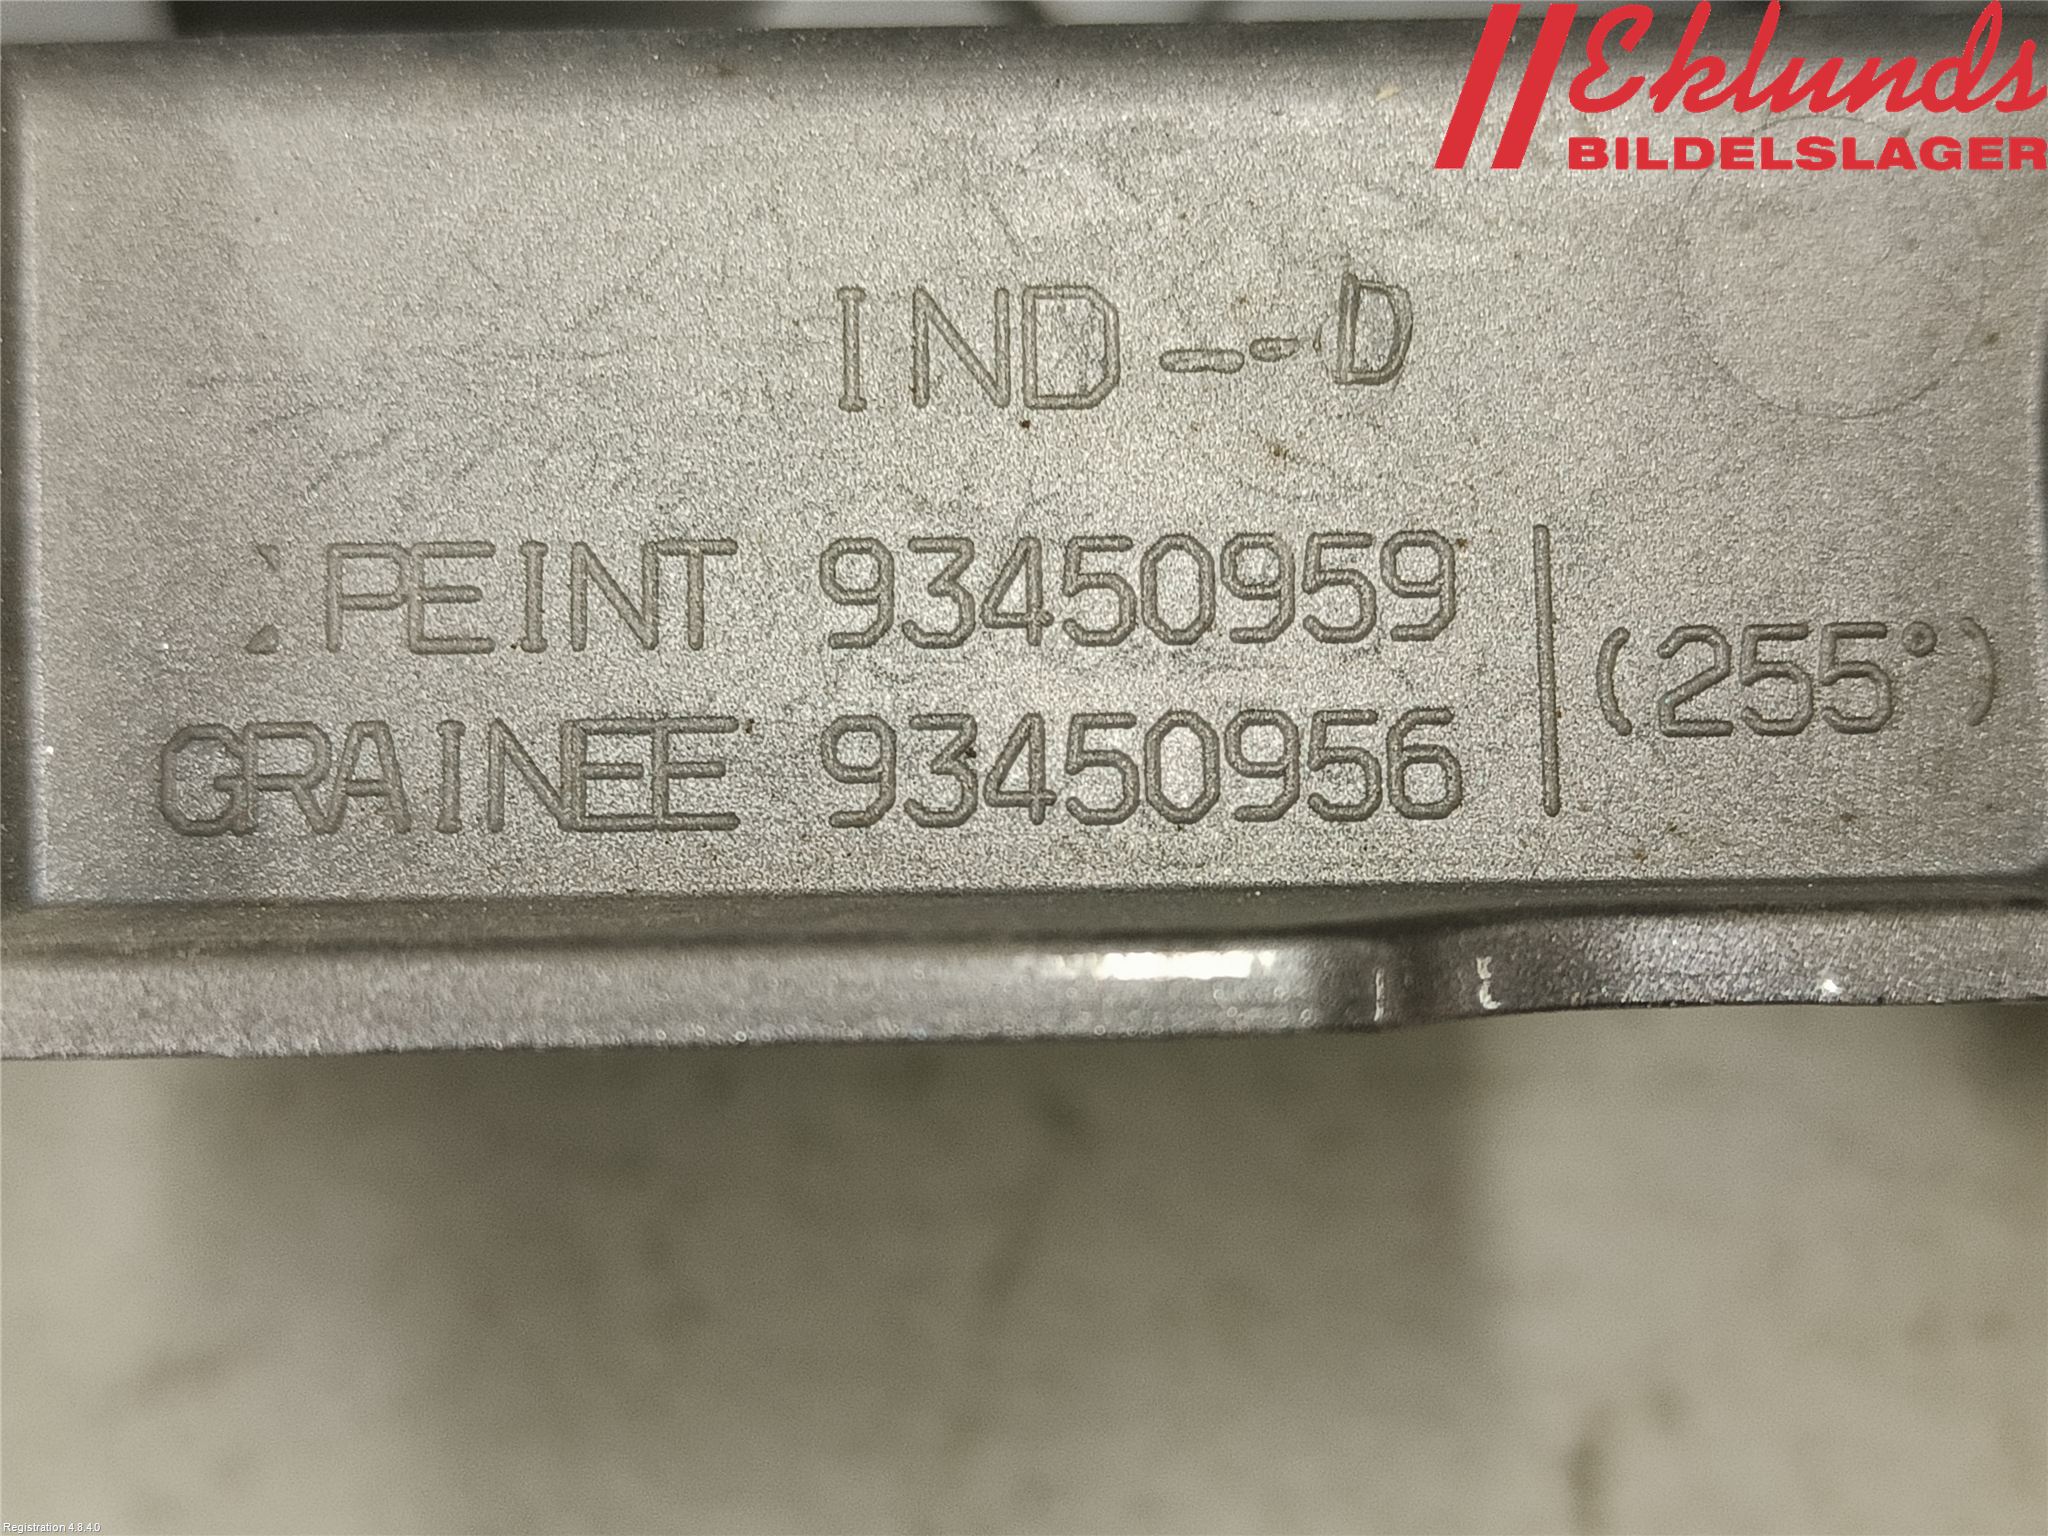 Eklunds
BILDELSLAGER
IND -- D
PEINT 93450959
(255°)
GRAINEE 93450956
Registration 4.8.4.0